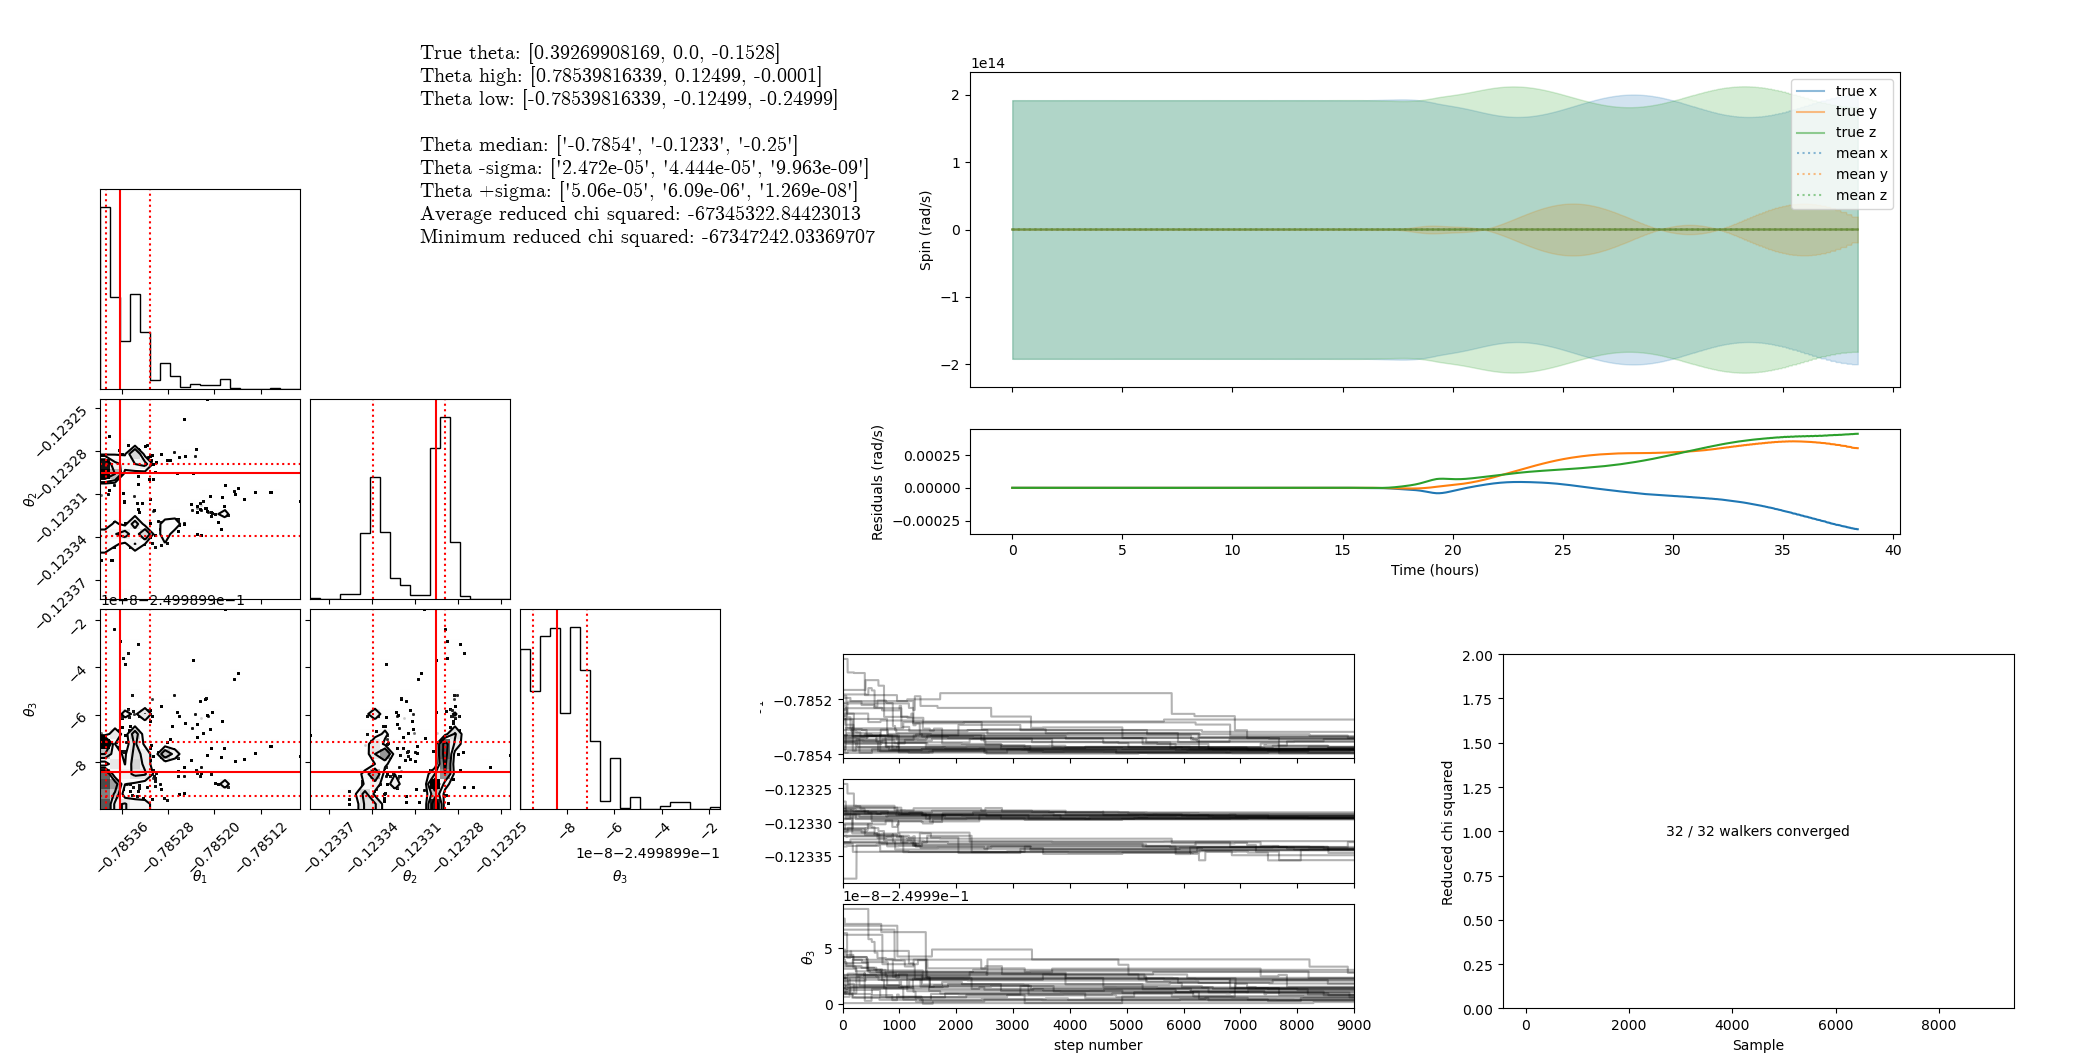 True theta: [0.39269908169, 0.0, -0.1528]
Theta high: [0.78539816339, 0.12499, -0.0001]
Theta low: [-0.78539816339, -0.12499, -0.24999]
Theta median: ['-0.7854', '-0.1233', '-0.25']
Theta -sigma: ['2.472e-05', '4.444e-05', '9.963e-09']
Theta +sigma: ['5.06e-05', '6.09e-06', '1.269e-08']
Average reduced chi squared: -67345322.84423013
Minimum reduced chi squared: -67347242.03369707
1e14
2
1
0
−1
−2
Spin (rad/s)
true x
true y
true z
mean x
mean y
mean z
0.00025
0.00000
−0.00025
Residuals (rad/s)
0 5 10 15 20 25 30 35 40
Time (hours)
−0.12325
−0.12328
−0.12331
−0.12334
−0.12337
θ2
1e−8−2.499899e−1
−2
−4
−6
−8
θ3
−0.78536 −0.78528 −0.78520 −0.78512
θ1
−0.12337 −0.12334 −0.12331 −0.12328 −0.12325
θ2
−8 −6 −4 −2
1e−8−2.499899e−1
θ3
−0.7852
−0.7854
−0.12325
−0.12330
−0.12335
1e−8−2.4999e−1
5
0
θ3
0 1000 2000 3000 4000 5000 6000 7000 8000 9000
step number
2.00
1.75
1.50
1.25
1.00
0.75
0.50
0.25
0.00
Reduced chi squared
32 / 32 walkers converged
0 2000 4000 6000 8000
Sample